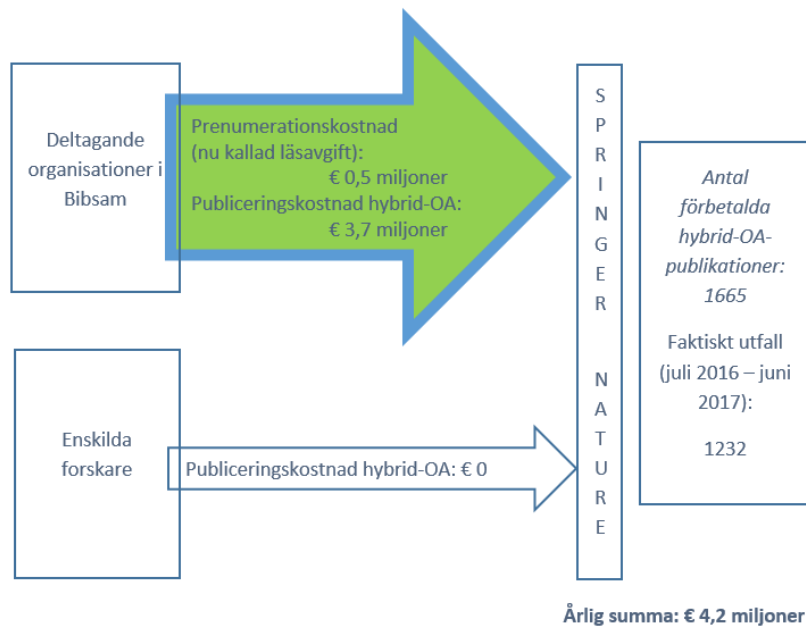 Deltagande
organisationer i
Bibsam
Prenumerationskostnad
(nu kallad läsavgift):
€ 0,5 miljoner
Publiceringskostnad hybrid-OA:
€ 3,7 miljoner
Enskilda
forskare
Publiceringskostnad hybrid-OA: € 0
SPRINGER NATURE
Antal
förbetalda
hybrid-OA-
publikationer:
1665
Faktiskt utfall
(juli 2016 – juni
2017):
1232
Årlig summa: € 4,2 miljoner